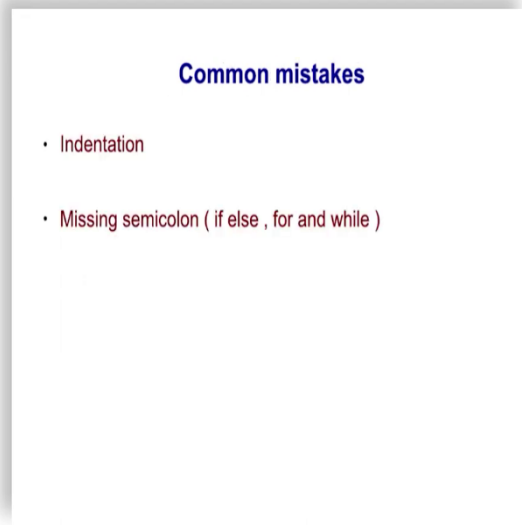 Common mistakes
• Indentation
• Missing semicolon ( if else , for and while )